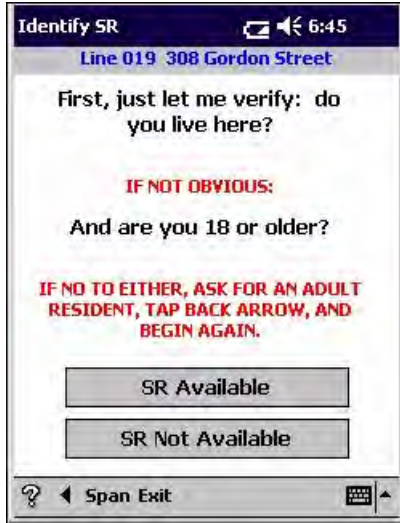 Identify SR 6:45
Line 019 308 Gordon Street
First, just let me verify: do
you live here?
IF NOT OBVIOUS:
And are you 18 or older?
IF NO TO EITHER, ASK FOR AN ADULT
RESIDENT, TAP BACK ARROW, AND
BEGIN AGAIN.
SR Available
SR Not Available
Span Exit